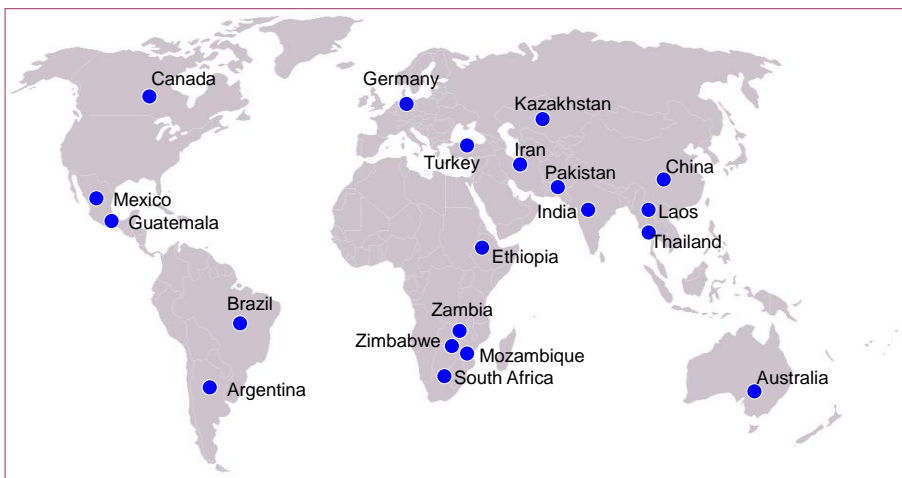 Canada
Germany
Kazakhstan
Turkey
Iran
China
Pakistan
Mexico
India
Laos
Guatemala
Thailand
Ethiopia
Brazil
Zambia
Zimbabwe
Mozambique
South Africa
Argentina
Australia